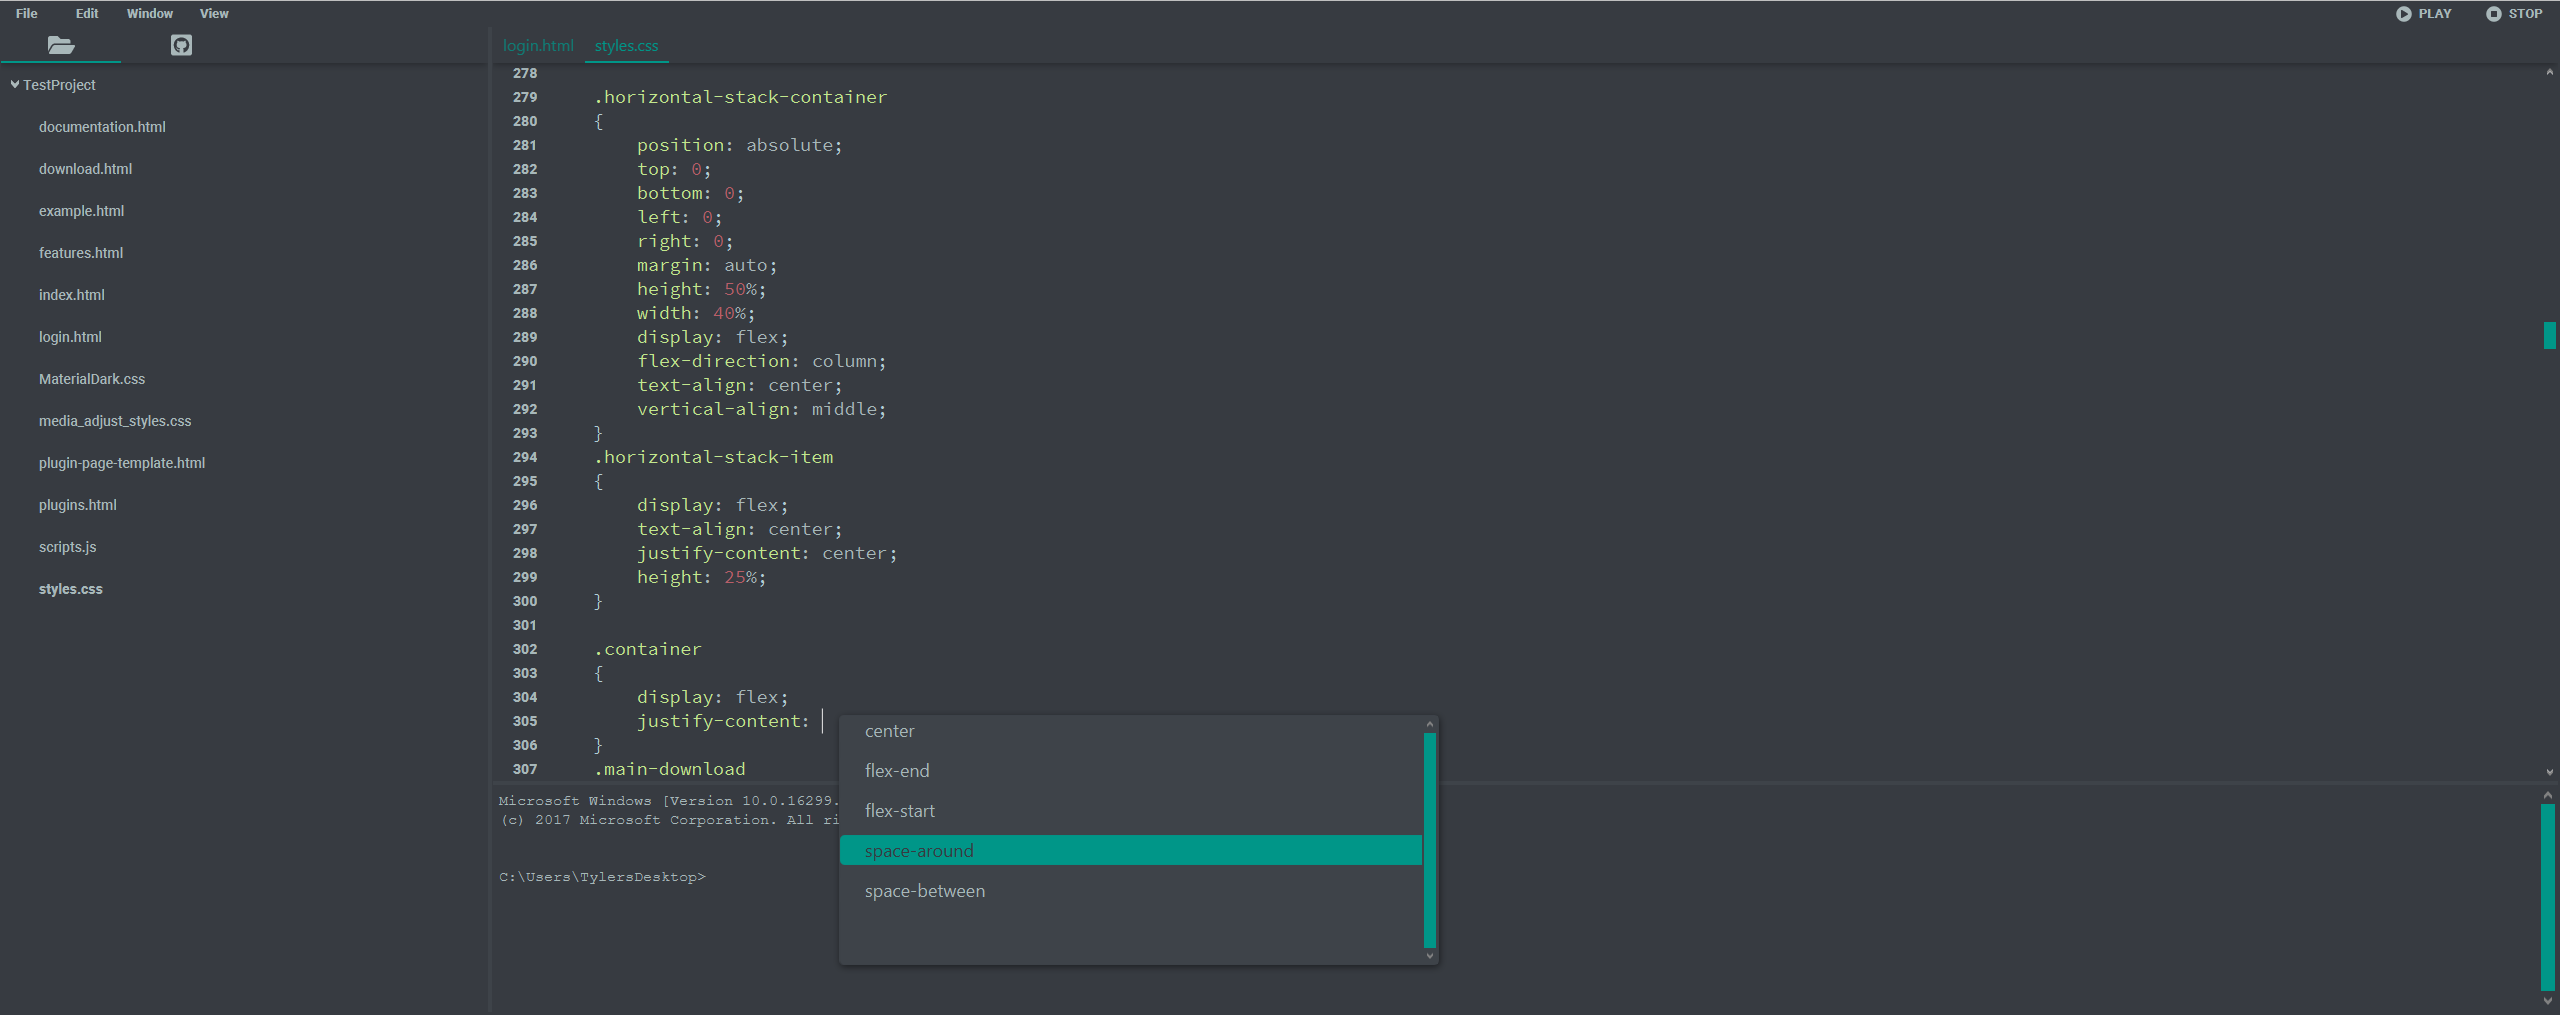 File Edit Window View PLAY STOP
login.html styles.css
TestProject
documentation.html
download.html
example.html
features.html
index.html
login.html
MaterialDark.css
media_adjust_styles.css
plugin-page-template.html
plugins.html
scripts.js
styles.css
278
279 .horizontal-stack-container
280 {
281 position: absolute;
282 top: 0;
283 bottom: 0;
284 left: 0;
285 right: 0;
286 margin: auto;
287 height: 50%;
288 width: 40%;
289 display: flex;
290 flex-direction: column;
291 text-align: center;
292 vertical-align: middle;
293 }
294 .horizontal-stack-item
295 {
296 display: flex;
297 text-align: center;
298 justify-content: center;
299 height: 25%;
300 }
301
302 .container
303 {
304 display: flex;
305 justify-content:
306 }
307 .main-download
center
flex-end
flex-start
space-around
space-between
Microsoft Windows [Version 10.0.16299.
(c) 2017 Microsoft Corporation. All ri
C:\Users\TylersDesktop>